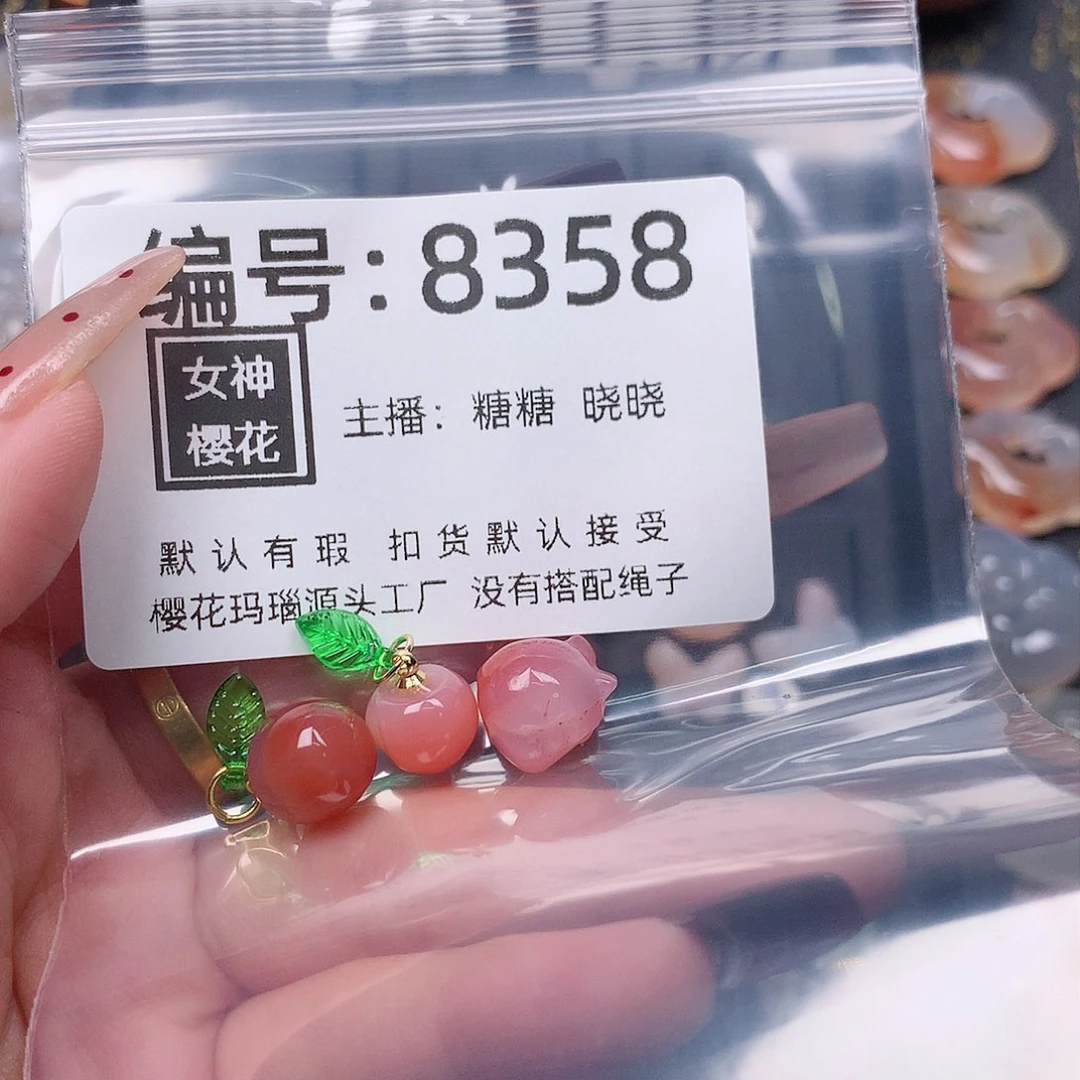 编号:8358
女神
樱花
主播: 糖糖 晓晓
默认有瑕 扣货默认接受
樱花玛瑙源头工厂 没有搭配绳子